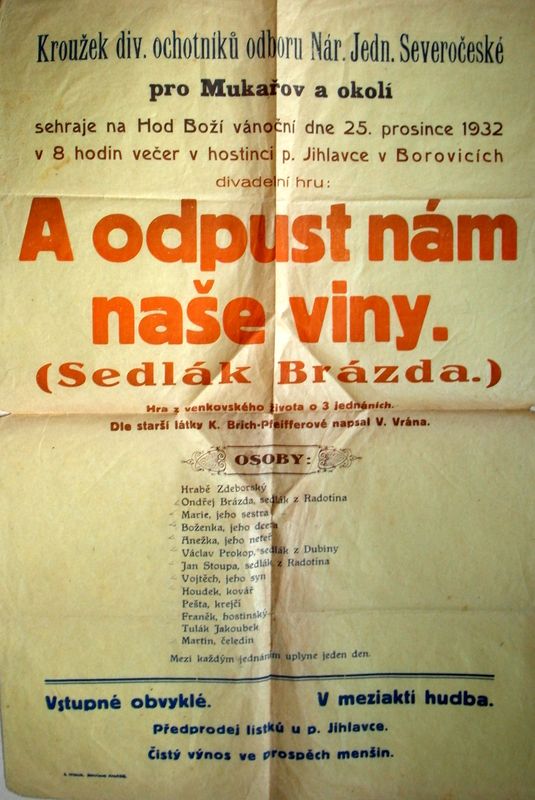 Kroužek div. ochotníků odboru Nár. Jedn. Severočeské
pro Mukařov a okolí
sehraje na Hod Boží vánoční dne 25. prosince 1932
v 8 hodin večer v hostinci p. Jihlavce v Borovicích
divadelní hru:
A odpust nám
naše viny.
(Sedlák Brázda.)
Hra z venkovského života o 3 jednáních.
Dle starší látky K. Brich-Pfeifferové napsal V. Vrána.
OSOBY:
Hrabě Zdeborský
Ondřej Brázda, sedlák z Radotína
Marie, jeho sestra
Boženka, jeho dcera
Anežka, jeho neteř
Václav Prokop, sedlák z Dubiny
Jan Stoupa, sedlák z Radotína
Vojtěch, jeho syn
Houdek, kovář
Pešta, krejčí
Franěk, hostinský
Tulák Jakoubek
Martin, čeledín
Mezi každým jednáním uplyne jeden den.
Vstupné obvyklé. V meziaktí hudba.
Předprodej lístků u p. Jihlavce.
Čistý výnos ve prospěch menšin.